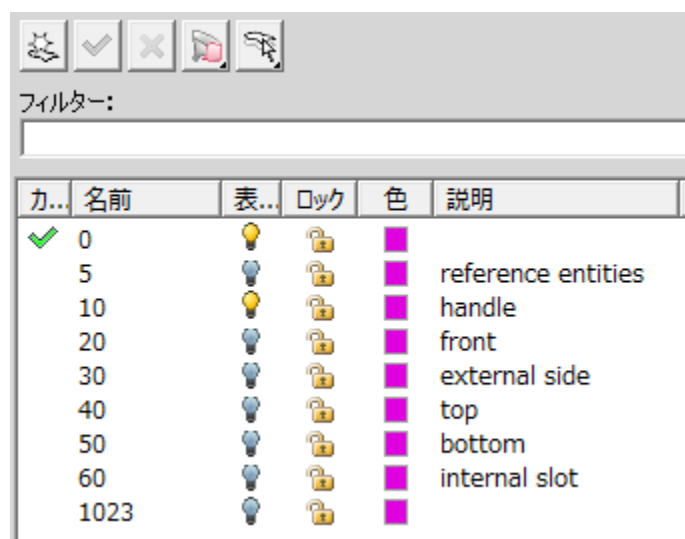 フィルター:
カ... 名前 表... ロック 色 説明
0
5 reference entities
10 handle
20 front
30 external side
40 top
50 bottom
60 internal slot
1023